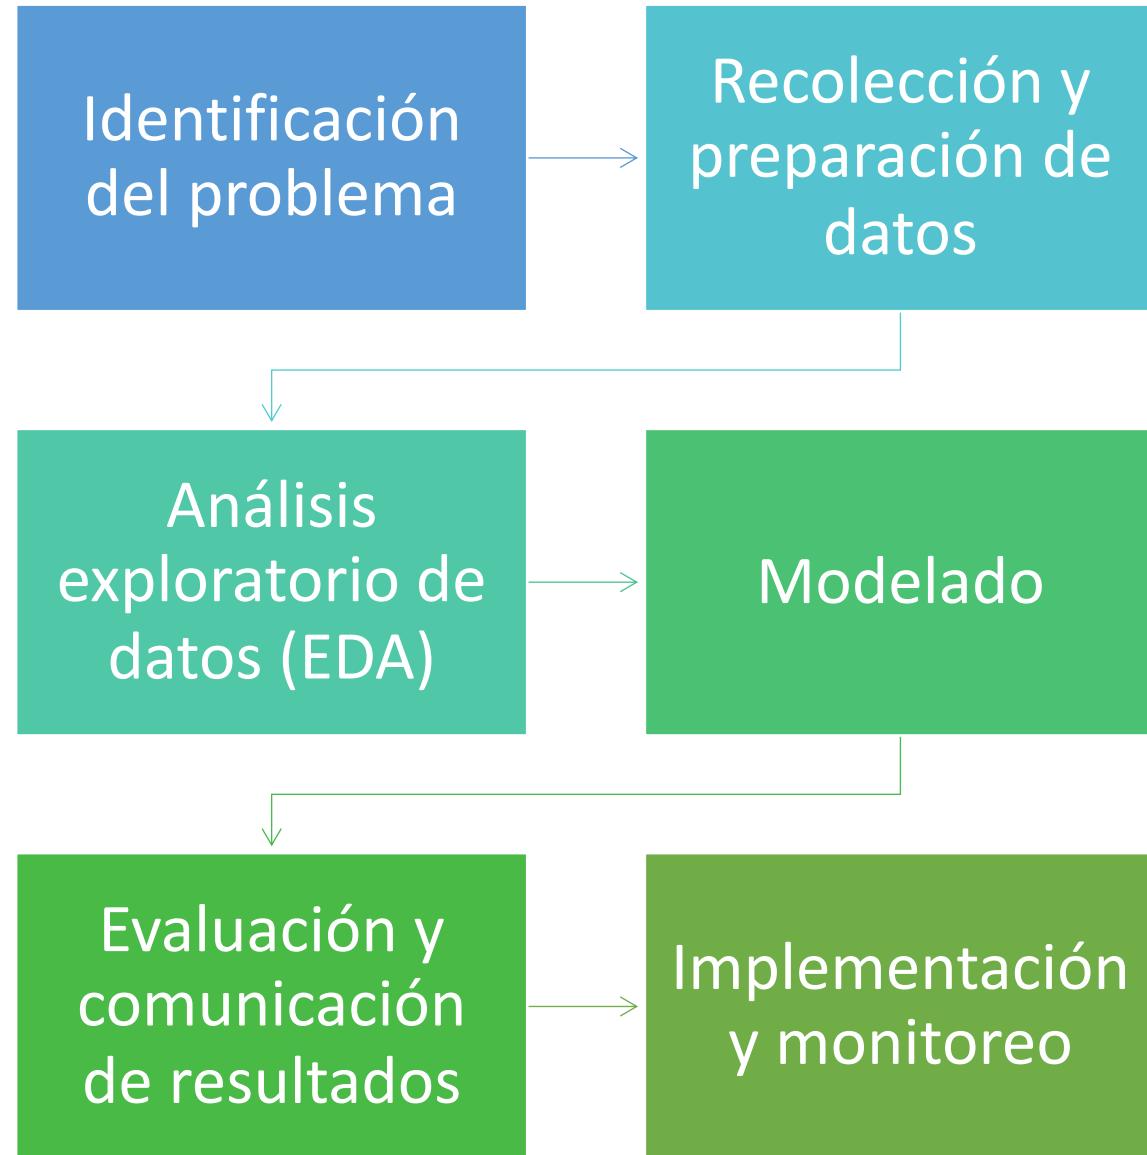 Identificación
del problema
Recolección y
preparación de
datos
Análisis
exploratorio de
datos (EDA)
Modelado
Evaluación y
comunicación
de resultados
Implementación
y monitoreo